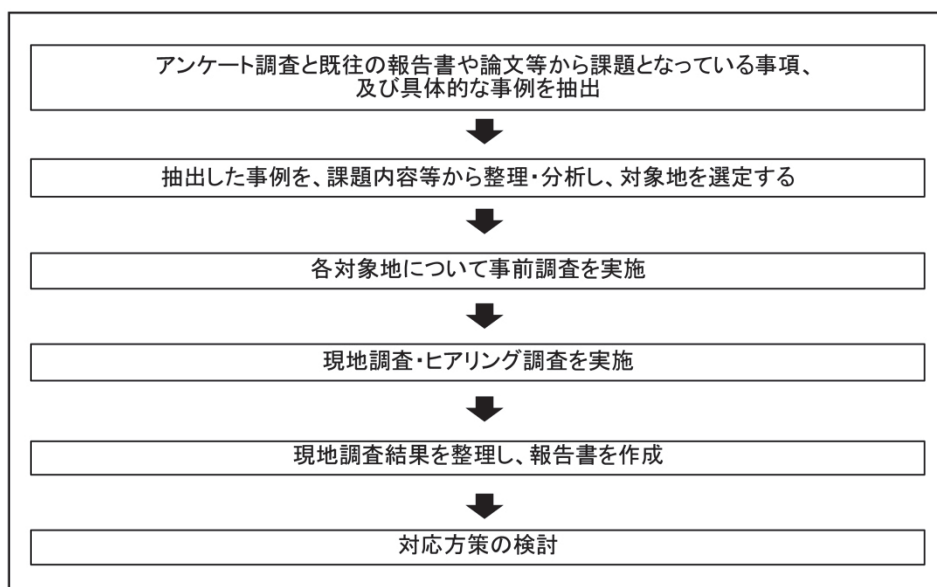 アンケート調査と既往の報告書や論文等から課題となっている事項、
及び具体的な事例を抽出
抽出した事例を、課題内容等から整理・分析し、対象地を選定する
各対象地について事前調査を実施
現地調査・ヒアリング調査を実施
現地調査結果を整理し、報告書を作成
対応方策の検討